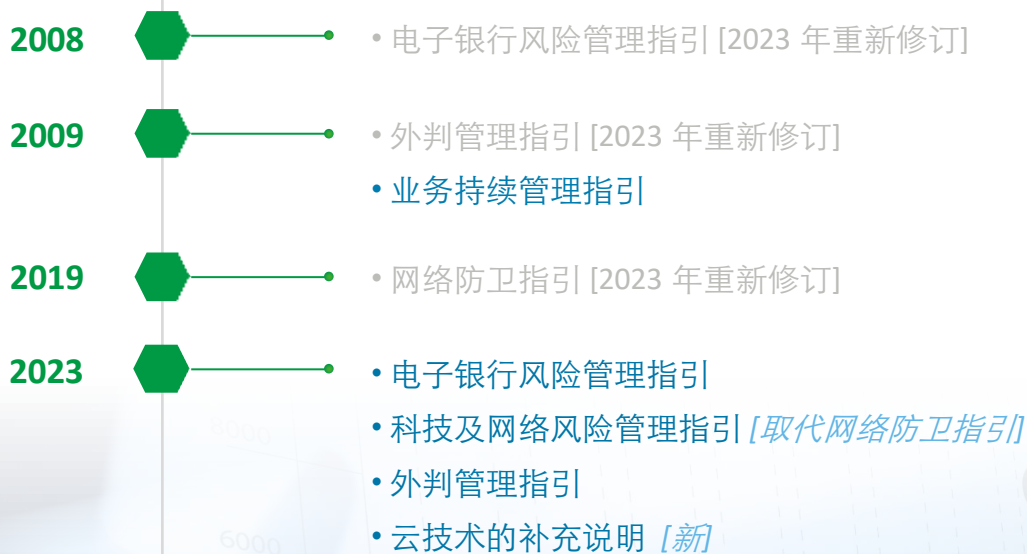 2008
• 电子银行风险管理指引 [2023 年重新修订]
2009
• 外判管理指引 [2023 年重新修订]
• 业务持续管理指引
2019
• 网络防卫指引 [2023 年重新修订]
2023
• 电子银行风险管理指引
• 科技及网络风险管理指引 [取代网络防卫指引]
• 外判管理指引
• 云技术的补充说明 [新]
8000
6000